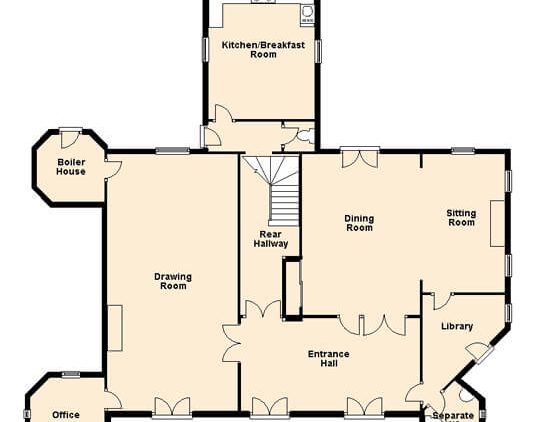 Kitchen/Breakfast
Room
Boiler
House
Dining
Room
Sitting
Room
Rear
Hallway
Drawing
Room
Library
Entrance
Hall
Office
Separate